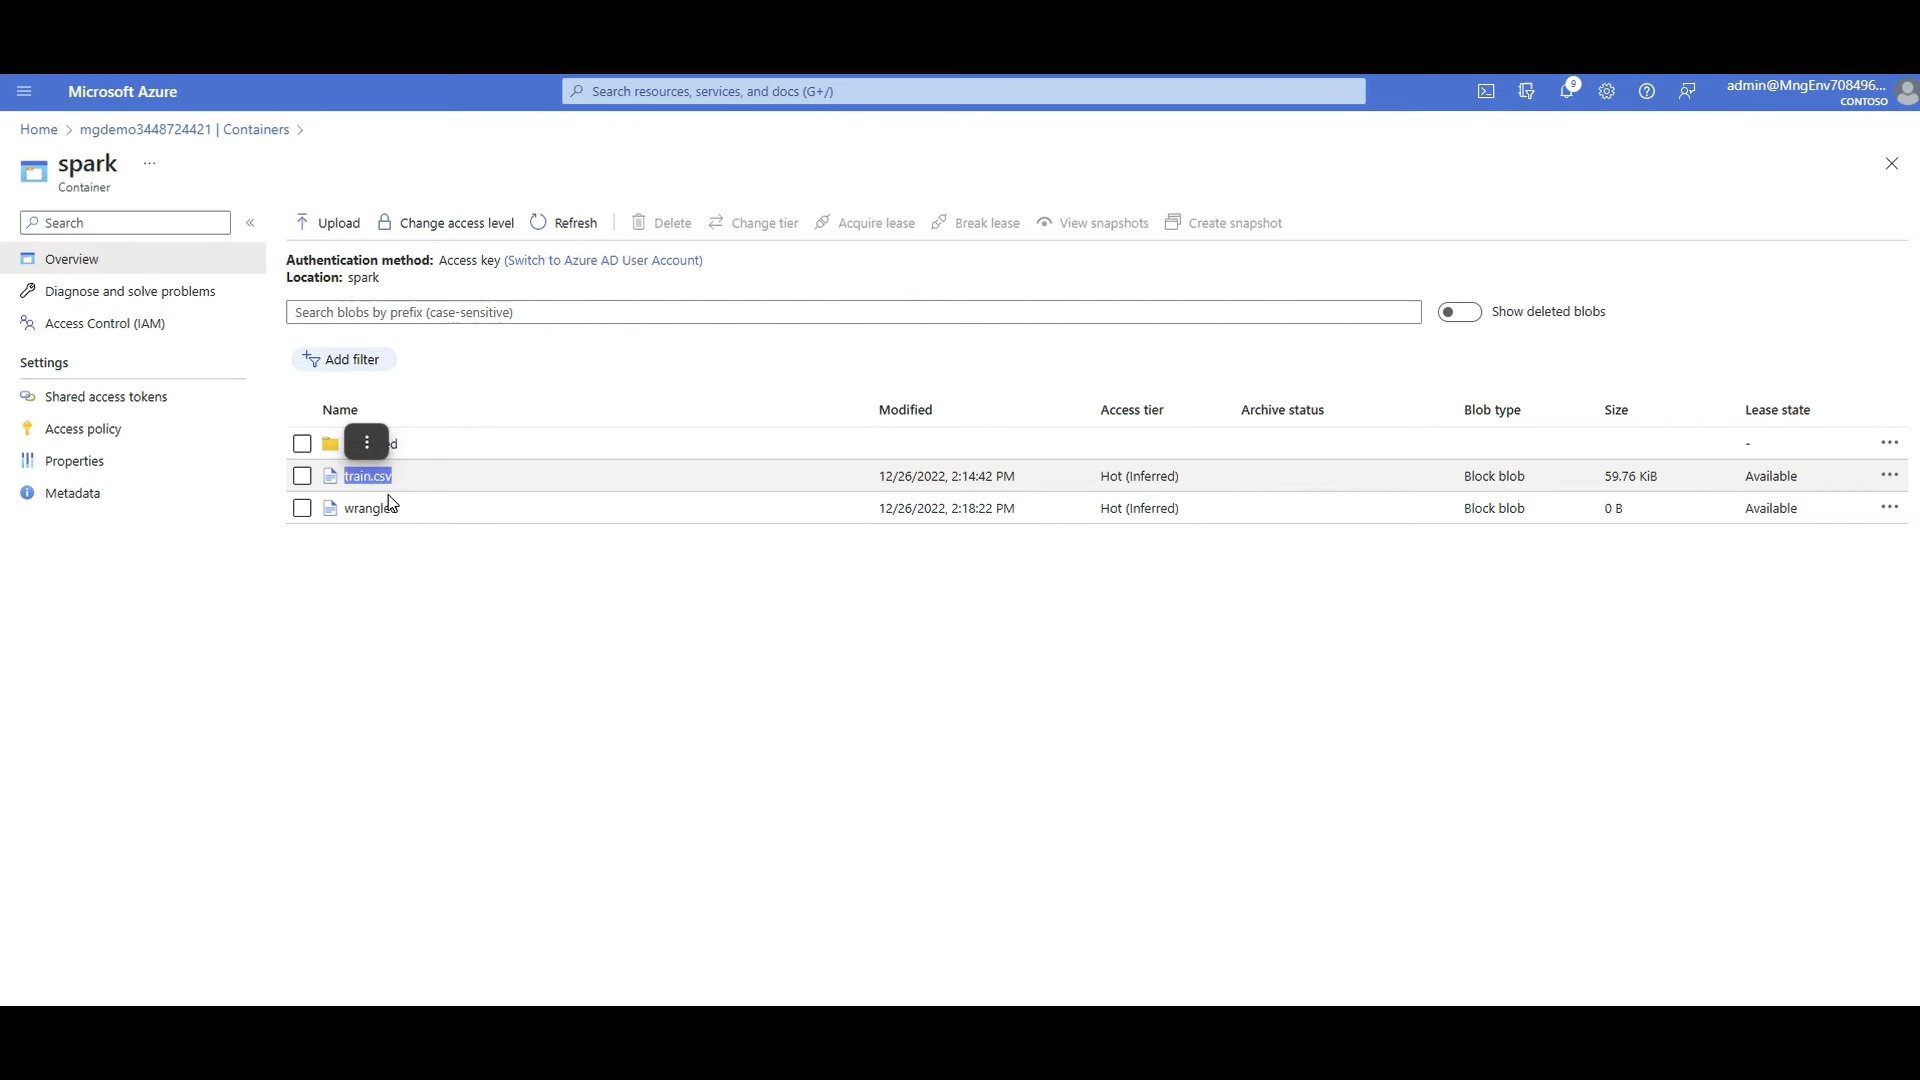 Microsoft Azure
Search resources, services, and docs (G+/)
9
admin@MngEnv708496...
CONTOSO
Home > mgdemo3448724421 | Containers >
spark ...
Container
Search «
Upload Change access level Refresh Delete Change tier Acquire lease Break lease View snapshots Create snapshot
Overview
Diagnose and solve problems
Access Control (IAM)
Settings
Shared access tokens
Access policy
Properties
Metadata
Authentication method: Access key (Switch to Azure AD User Account)
Location: spark
Search blobs by prefix (case-sensitive) Show deleted blobs
Add filter
Name Modified Access tier Archive status Blob type Size Lease state
- ...
train.csv 12/26/2022, 2:14:42 PM Hot (Inferred) Block blob 59.76 KiB Available ...
12/26/2022, 2:18:22 PM Hot (Inferred) Block blob 0 B Available ...